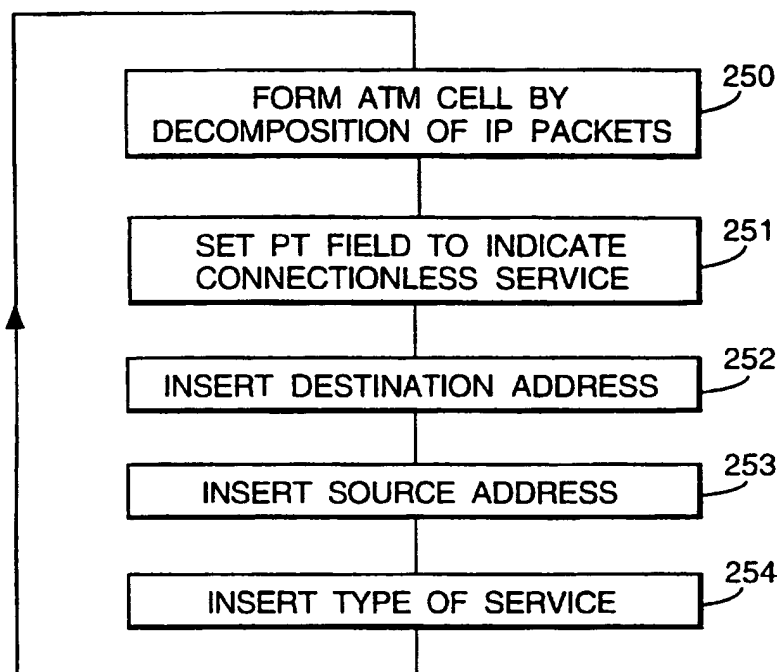 250
FORM ATM CELL BY
DECOMPOSITION OF IP PACKETS
251
SET PT FIELD TO INDICATE
CONNECTIONLESS SERVICE
252
INSERT DESTINATION ADDRESS
253
INSERT SOURCE ADDRESS
254
INSERT TYPE OF SERVICE